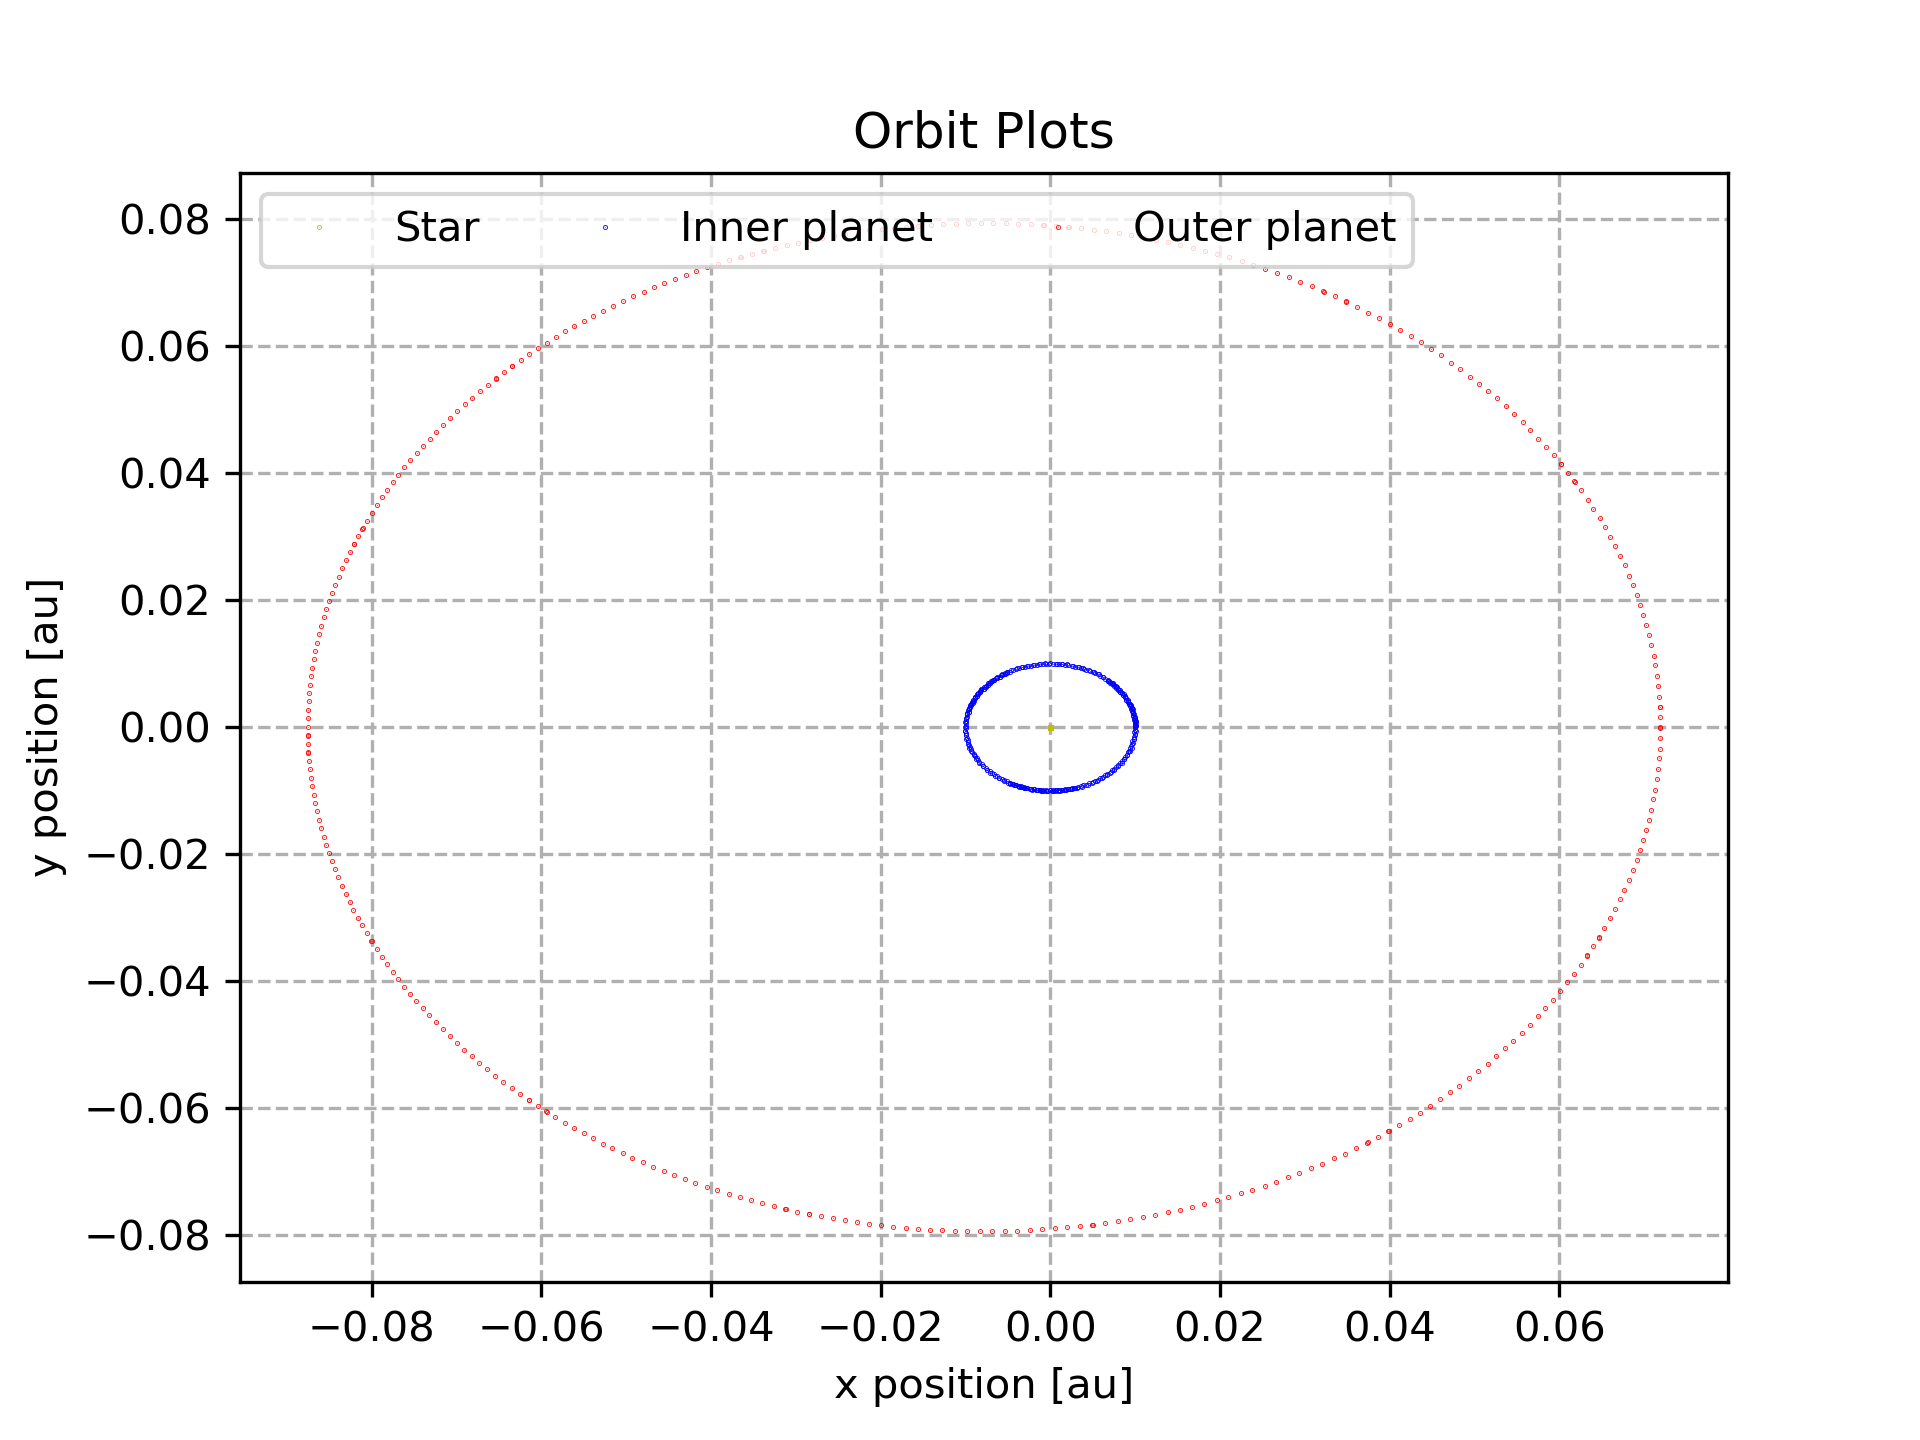 Orbit Plots
Star Inner planet Outer planet
0.08
0.06
0.04
0.02
0.00
−0.02
−0.04
−0.06
−0.08
y position [au]
−0.08 −0.06 −0.04 −0.02 0.00 0.02 0.04 0.06
x position [au]